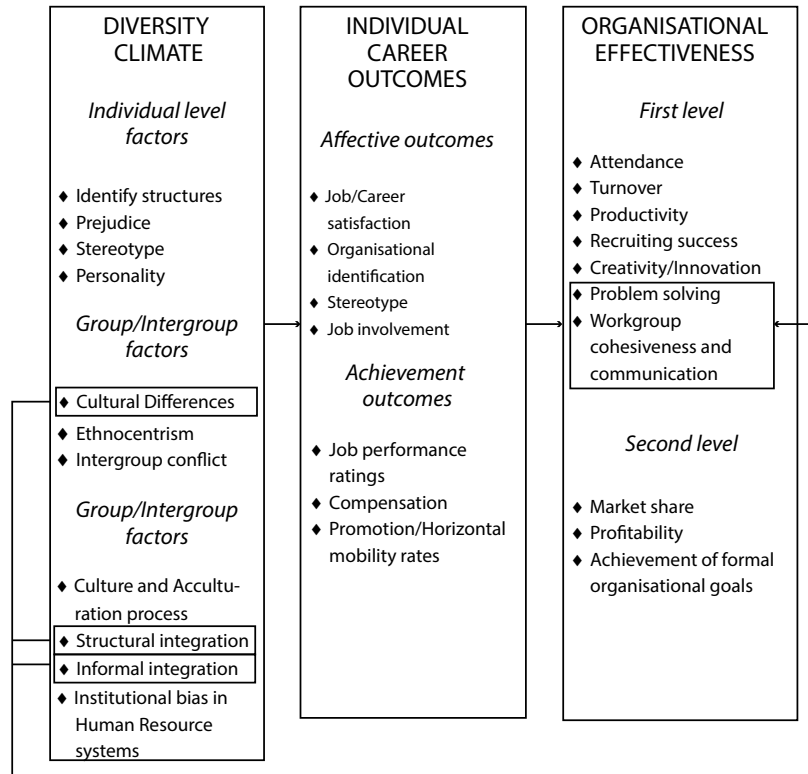 DIVERSITY
CLIMATE
Individual level
factors
♦ Identify structures
♦ Prejudice
♦ Stereotype
♦ Personality
Group/Intergroup
factors
♦ Cultural Differences
♦ Ethnocentrism
♦ Intergroup conflict
Group/Intergroup
factors
♦ Culture and Accultu-
ration process
♦ Structural integration
♦ Informal integration
♦ Institutional bias in
Human Resource
systems
INDIVIDUAL
CAREER
OUTCOMES
Affective outcomes
♦ Job/Career
satisfaction
♦ Organisational
identification
♦ Stereotype
♦ Job involvement
Achievement
outcomes
♦ Job performance
ratings
♦ Compensation
♦ Promotion/Horizontal
mobility rates
ORGANISATIONAL
EFFECTIVENESS
First level
♦ Attendance
♦ Turnover
♦ Productivity
♦ Recruiting success
♦ Creativity/Innovation
♦ Problem solving
♦ Workgroup
cohesiveness and
communication
Second level
♦ Market share
♦ Profitability
♦ Achievement of formal
organisational goals